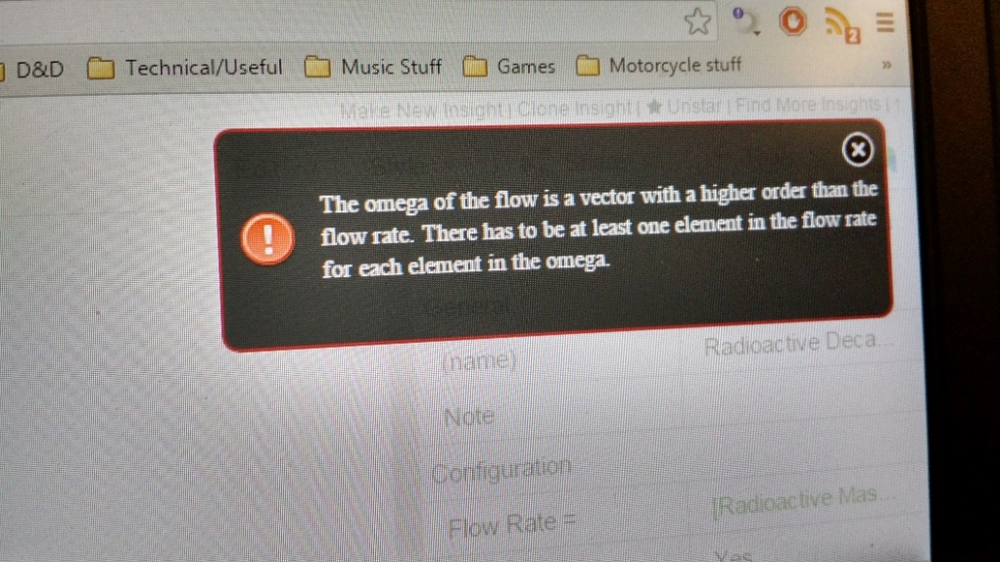 D&D Technical/Useful Music Stuff Games Motorcycle stuff »
2
Make New Insight | Clone Insight | Unstar | Find More Insights |
The omega of the flow is a vector with a higher order than the
flow rate. There has to be at least one element in the flow rate
for each element in the omega.
General
(name) Radioactive Deca...
Note
Configuration
Flow Rate = [Radioactive Mas...
Yes